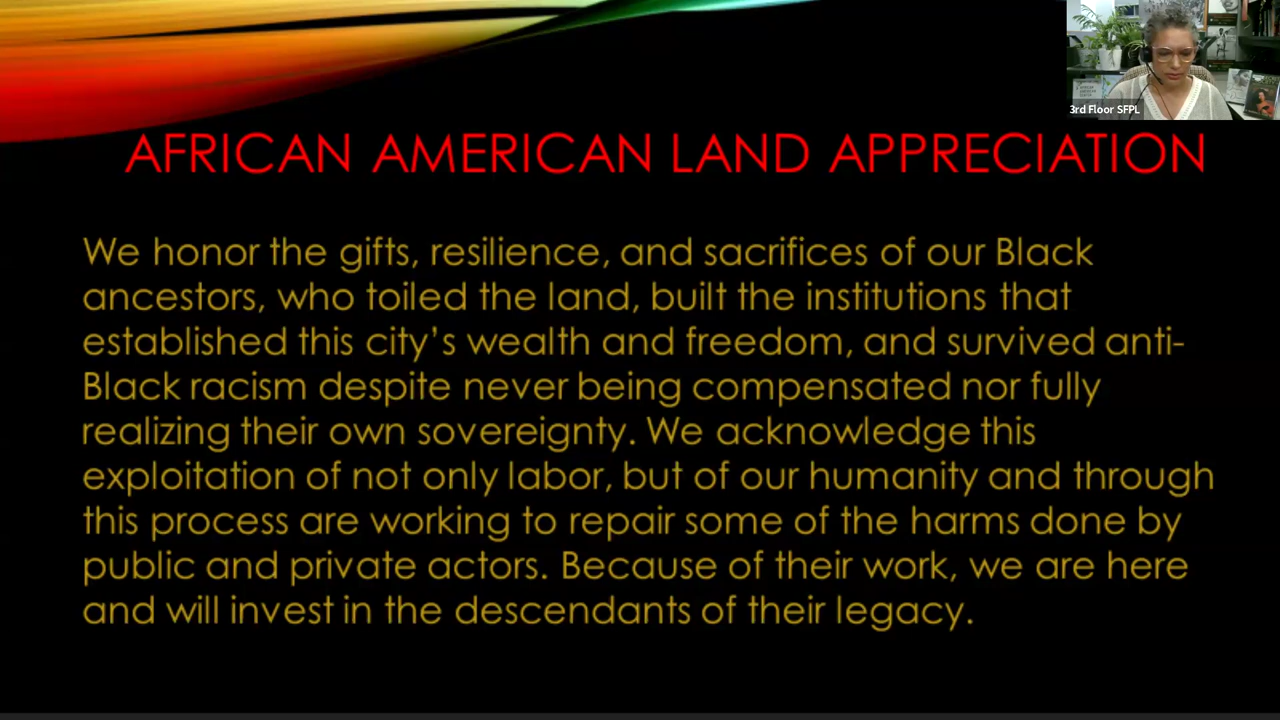 3rd Floor SFPL
AFRICAN AMERICAN LAND APPRECIATION
We honor the gifts, resilience, and sacrifices of our Black
ancestors, who toiled the land, built the institutions that
established this city's wealth and freedom, and survived anti-
Black racism despite never being compensated nor fully
realizing their own sovereignty. We acknowledge this
exploitation of not only labor, but of our humanity and through
this process are working to repair some of the harms done by
public and private actors. Because of their work, we are here
and will invest in the descendants of their legacy.